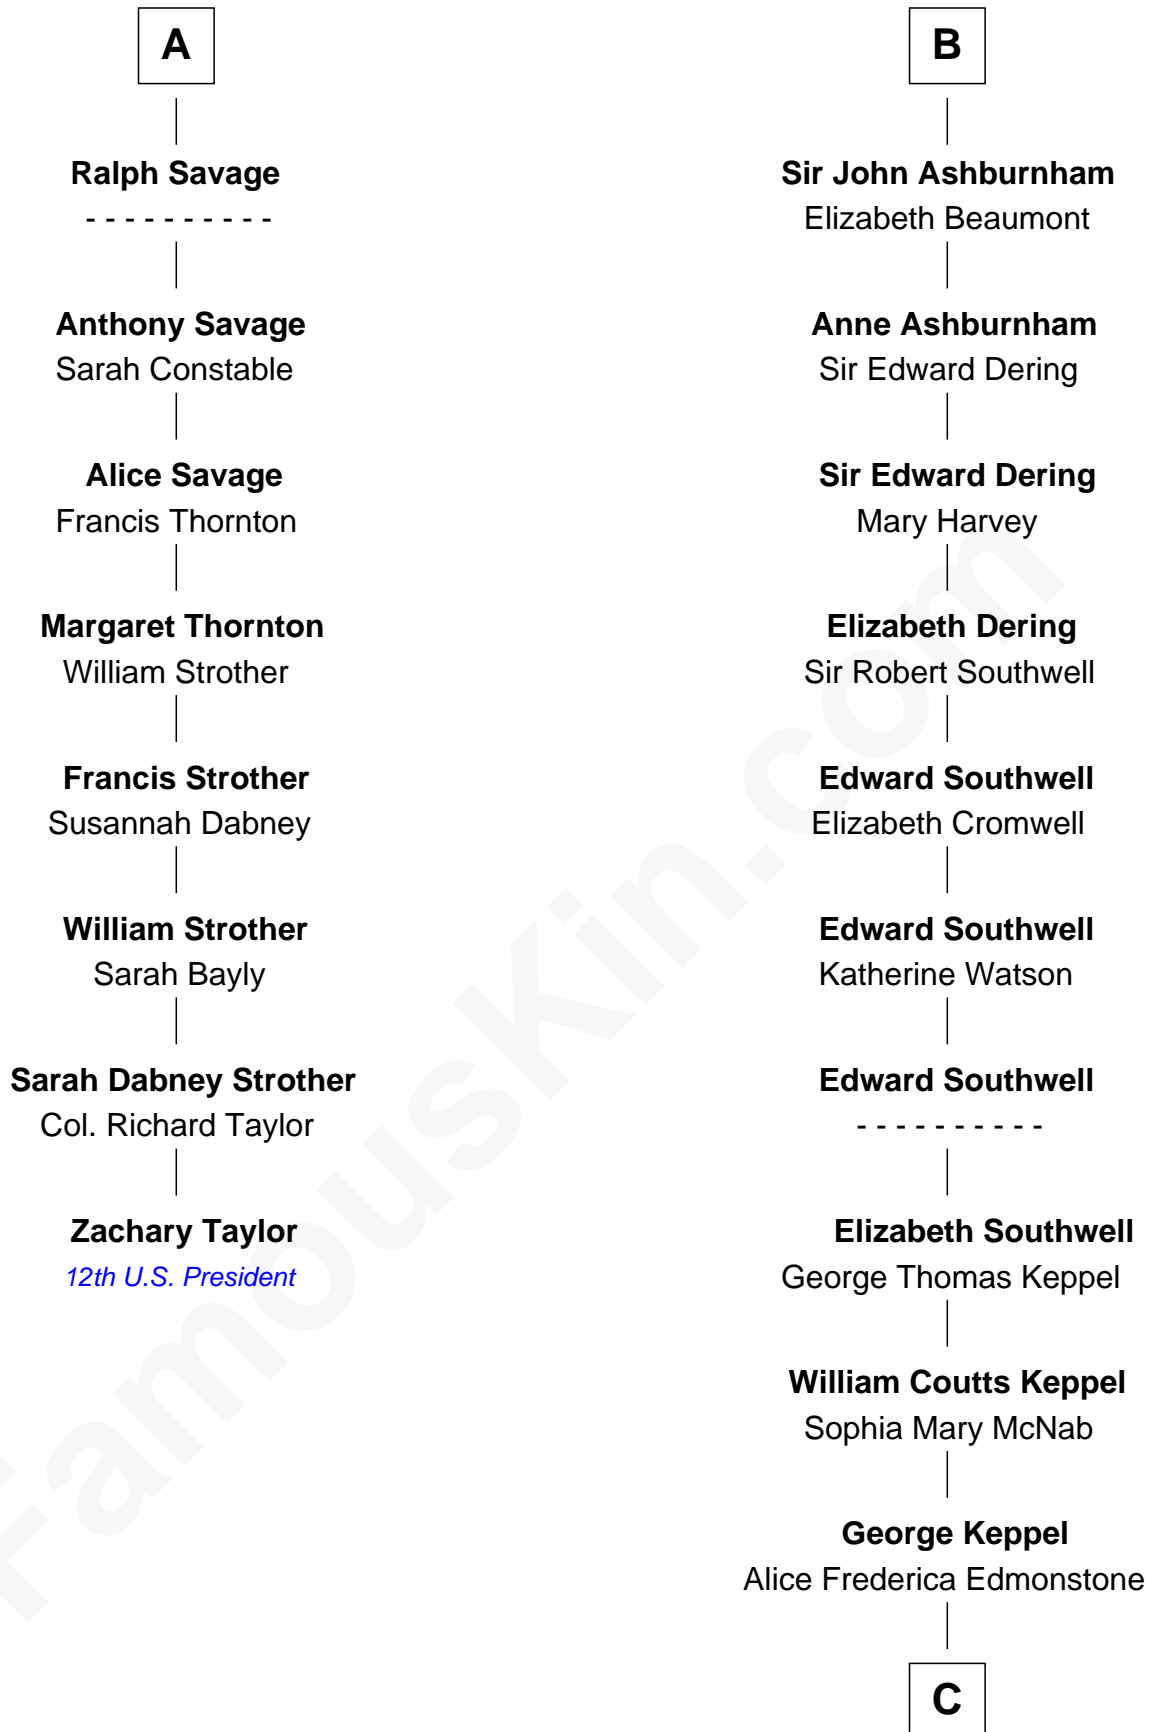 A
Ralph Savage
- - - - - - - - - -
Anthony Savage
Sarah Constable
Alice Savage
Francis Thornton
Margaret Thornton
William Strother
Francis Strother
Susannah Dabney
William Strother
Sarah Bayly
Sarah Dabney Strother
Col. Richard Taylor
Zachary Taylor
12th U.S. President
B
Sir John Ashburnham
Elizabeth Beaumont
Anne Ashburnham
Sir Edward Dering
Sir Edward Dering
Mary Harvey
Elizabeth Dering
Sir Robert Southwell
Edward Southwell
Elizabeth Cromwell
Edward Southwell
Katherine Watson
Edward Southwell
- - - - - - - - - -
Elizabeth Southwell
George Thomas Keppel
William Coutts Keppel
Sophia Mary McNab
George Keppel
Alice Frederica Edmonstone
C
FamousKin.com